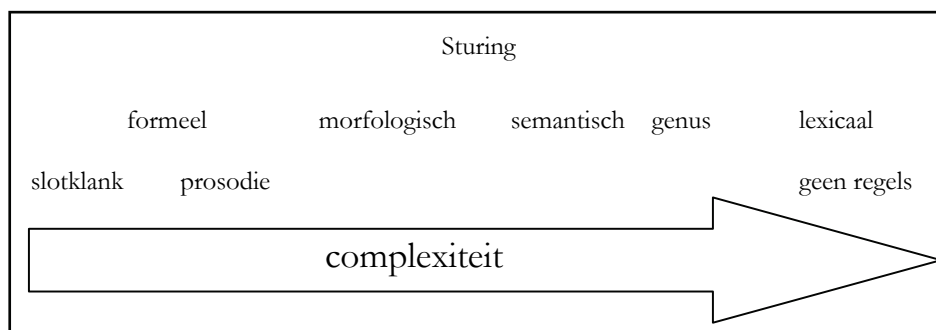 Sturing
formeel morfologisch semantisch genus lexicaal
slotklank prosodie geen regels
complexiteit